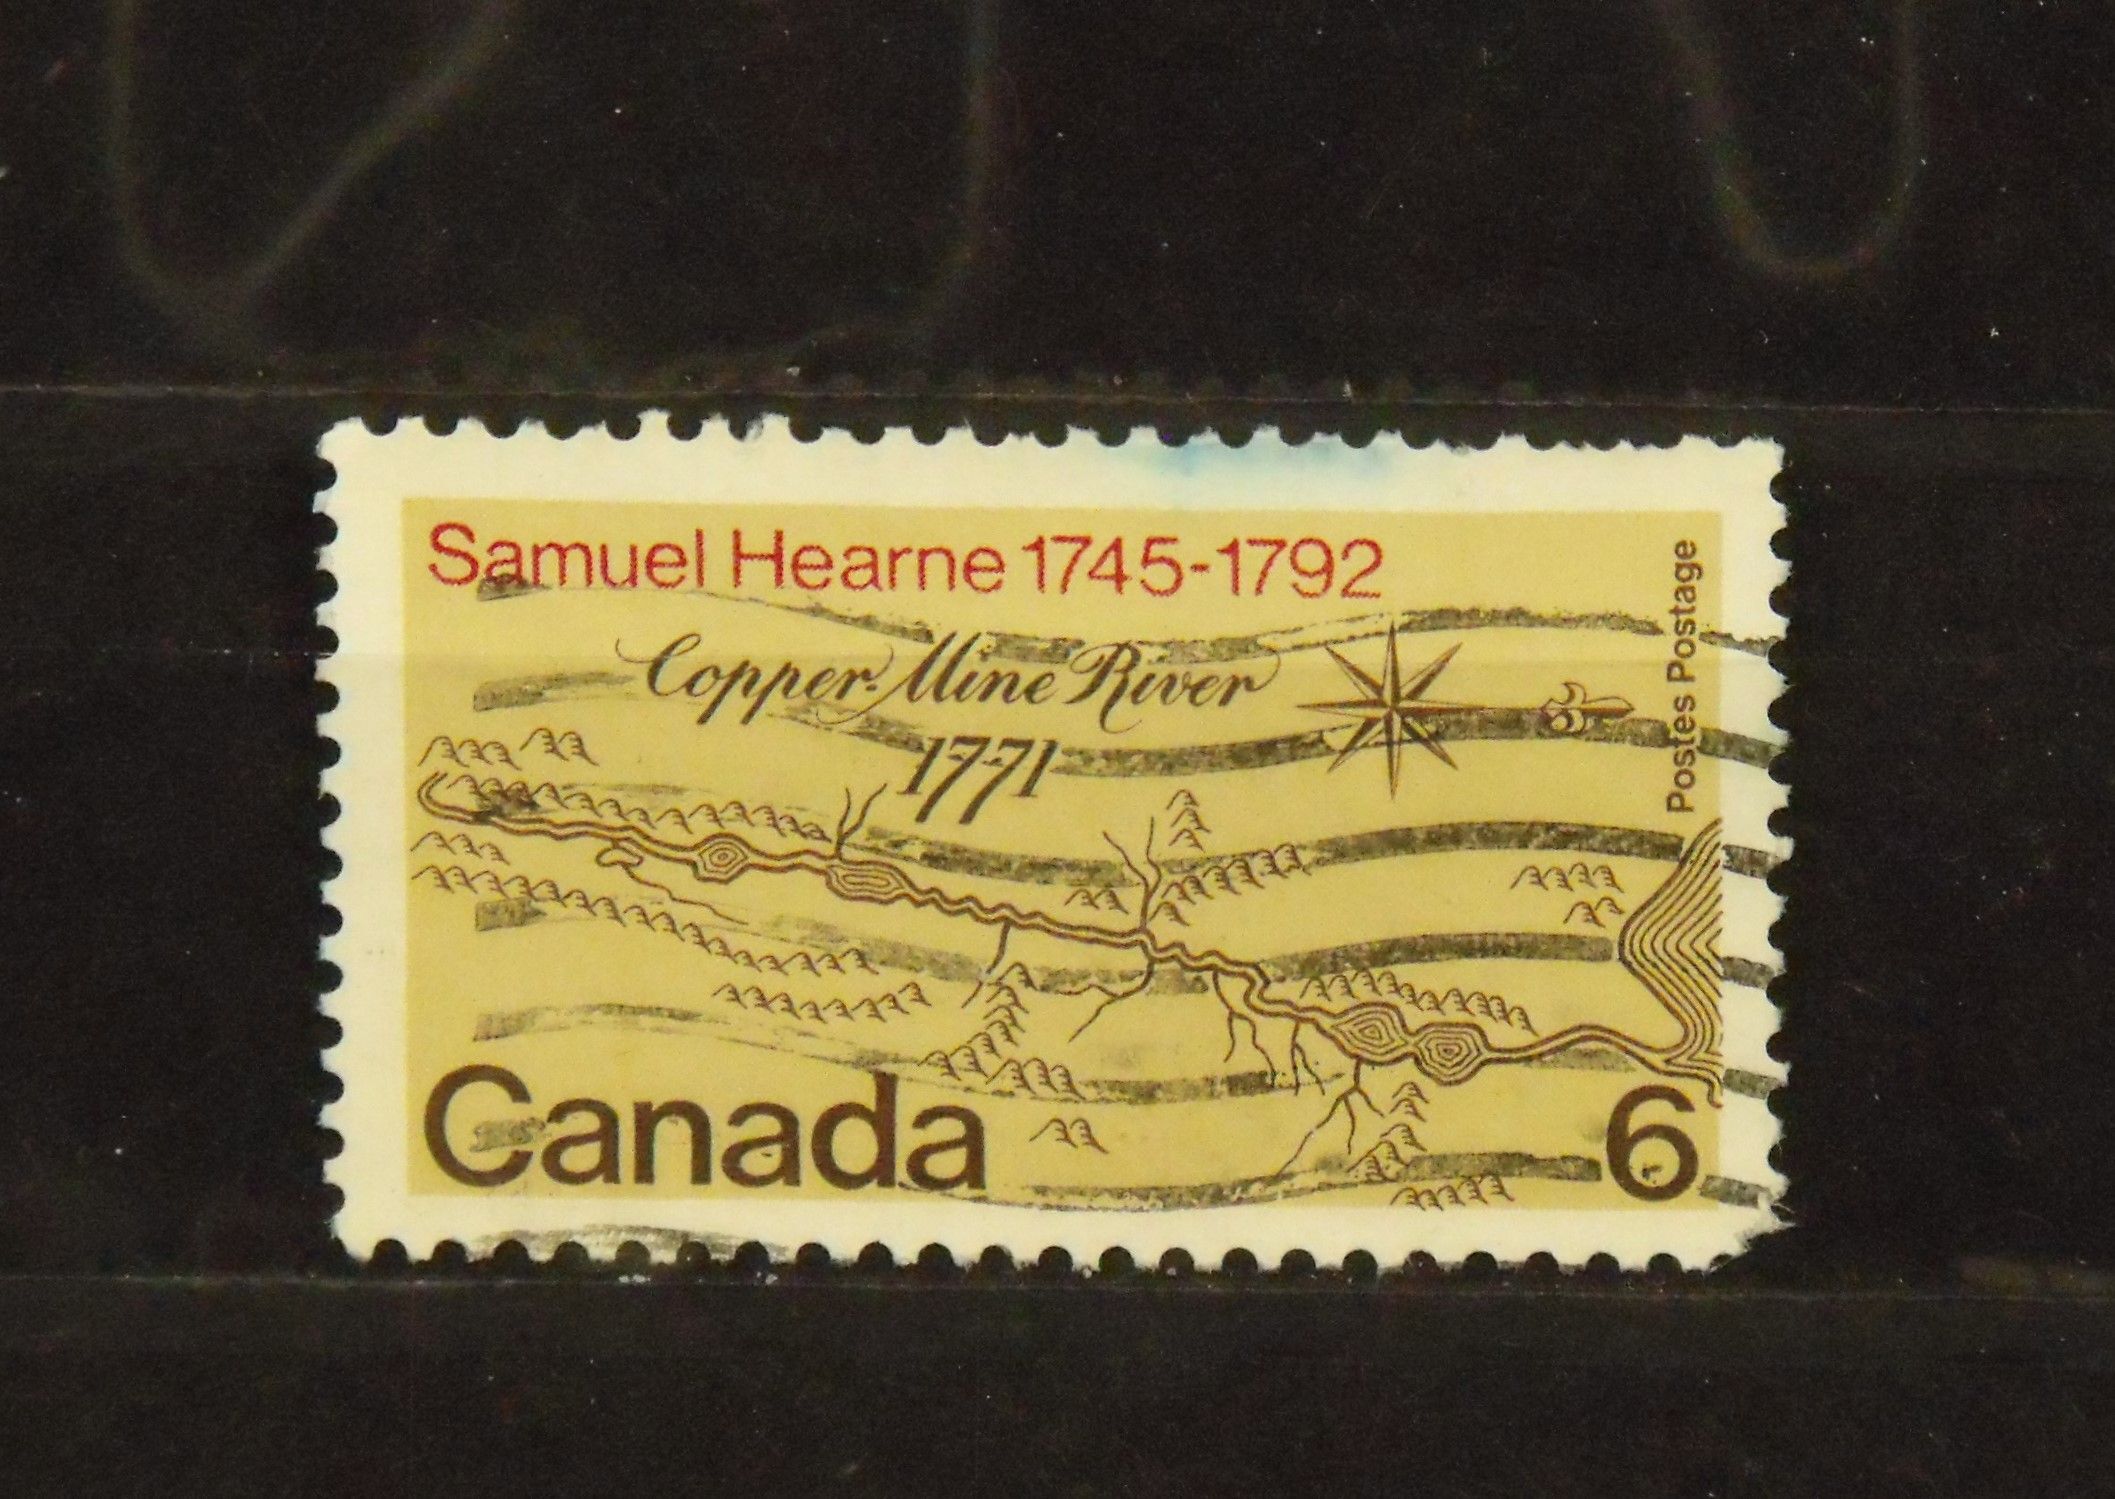 Samuel Hearne 1745-1792
Copper-Mine River
1771
Postes Postage
Canada
6